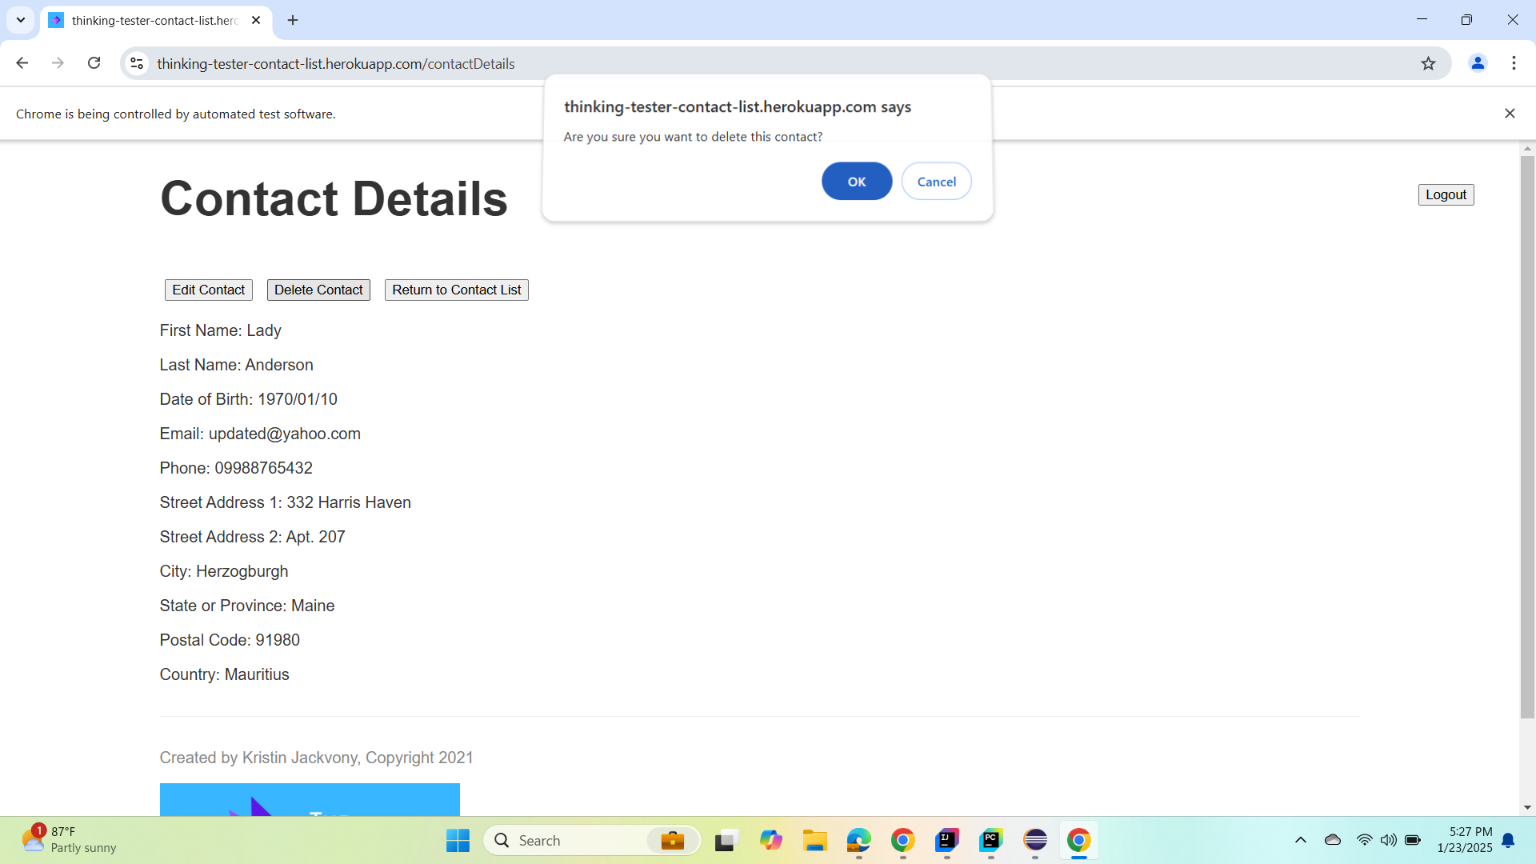 thinking-tester-contact-list.herc
thinking-tester-contact-list.herokuapp.com/contactDetails
Chrome is being controlled by automated test software.
thinking-tester-contact-list.herokuapp.com says
Are you sure you want to delete this contact?
OK
Cancel
Contact Details
Logout
Edit Contact
Delete Contact
Return to Contact List
First Name: Lady
Last Name: Anderson
Date of Birth: 1970/01/10
Email: updated@yahoo.com
Phone: 09988765432
Street Address 1: 332 Harris Haven
Street Address 2: Apt. 207
City: Herzogburgh
State or Province: Maine
Postal Code: 91980
Country: Mauritius
Created by Kristin Jackvony, Copyright 2021
1
87°F
Partly sunny
Search
IJ
PC
5:27 PM
1/23/2025